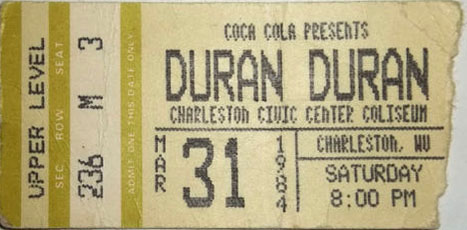 UPPER LEVEL
SEC ROW SEAT
236 M 3
ADMIT ONE THIS DATE ONLY
COCA COLA PRESENTS
DURAN DURAN
CHARLESTON CIVIC CENTER COLISEUM
MAR 31 1984
CHARLESTON, WV
SATURDAY
8:00 PM